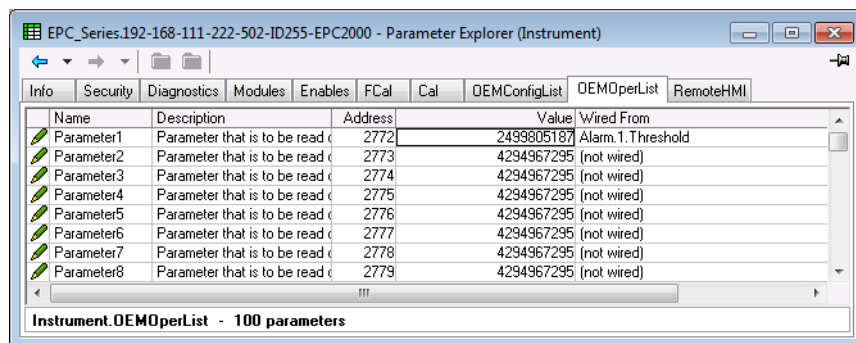 EPC_Series.192-168-111-222-502-ID255-EPC2000 - Parameter Explorer (Instrument)
Info Security Diagnostics Modules Enables FCal Cal OEMConfigList OEMOperList RemoteHMI
Name Description Address Value Wired From
Parameter1 Parameter that is to be read 2772 2499805187 Alarm.1.Threshold
Parameter2 Parameter that is to be read 2773 4294967295 (not wired)
Parameter3 Parameter that is to be read 2774 4294967295 (not wired)
Parameter4 Parameter that is to be read 2775 4294967295 (not wired)
Parameter5 Parameter that is to be read 2776 4294967295 (not wired)
Parameter6 Parameter that is to be read 2777 4294967295 (not wired)
Parameter7 Parameter that is to be read 2778 4294967295 (not wired)
Parameter8 Parameter that is to be read 2779 4294967295 (not wired)
Instrument.OEMOperList - 100 parameters